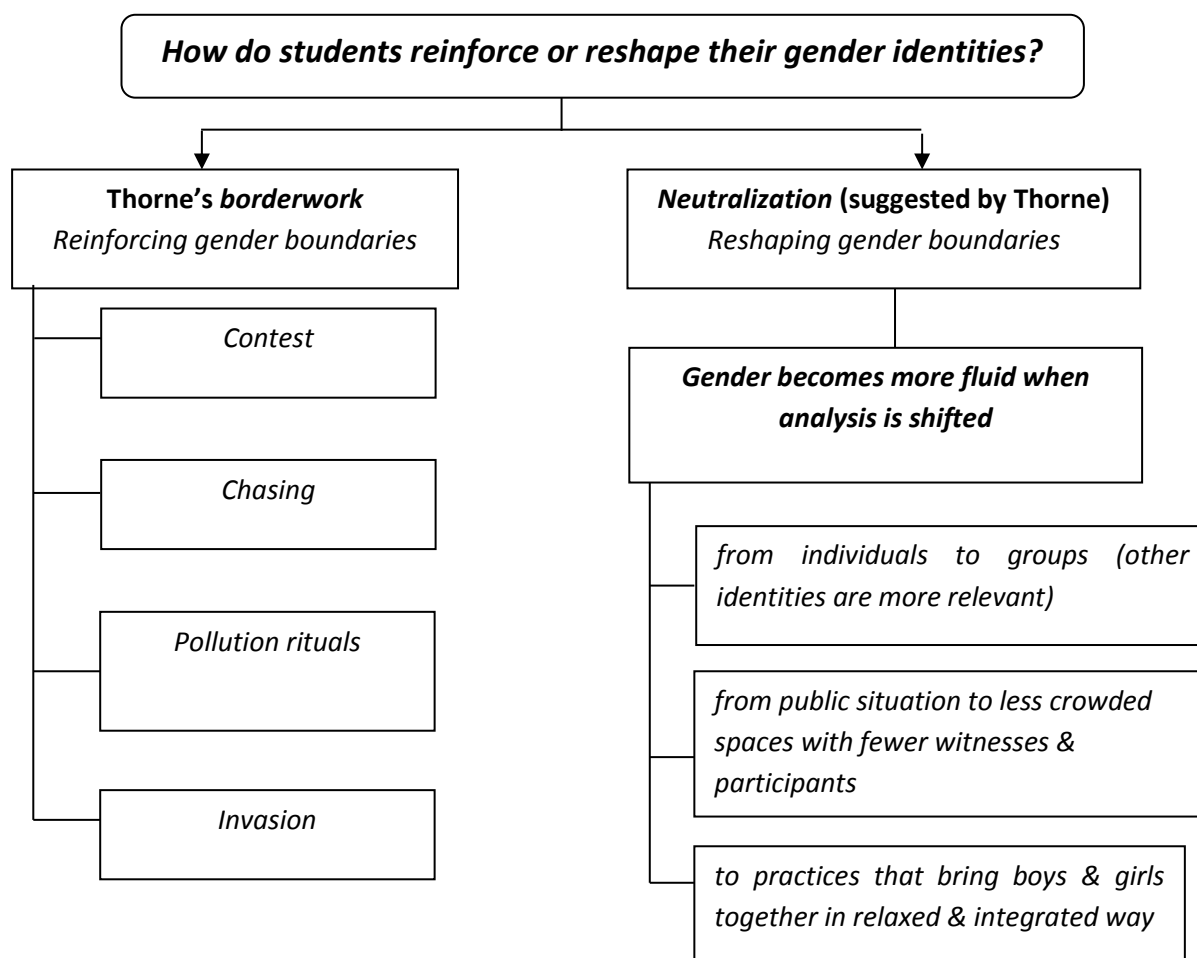 How do students reinforce or reshape their gender identities?
Thorne’s borderwork
Reinforcing gender boundaries
Contest
Chasing
Pollution rituals
Invasion
Neutralization (suggested by Thorne)
Reshaping gender boundaries
Gender becomes more fluid when
analysis is shifted
from individuals to groups (other
identities are more relevant)
from public situation to less crowded
spaces with fewer witnesses &
participants
to practices that bring boys & girls
together in relaxed & integrated way